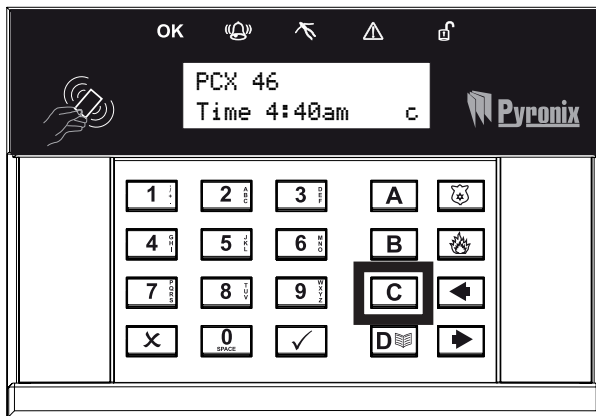 OK
PCX 46
Time 4:40am c
Pyronix
1 2 ABC 3 DEF A
4 GHI 5 JKL 6 MNO B
7 PQRS 8 TUV 9 WXYZ C
0 SPACE D